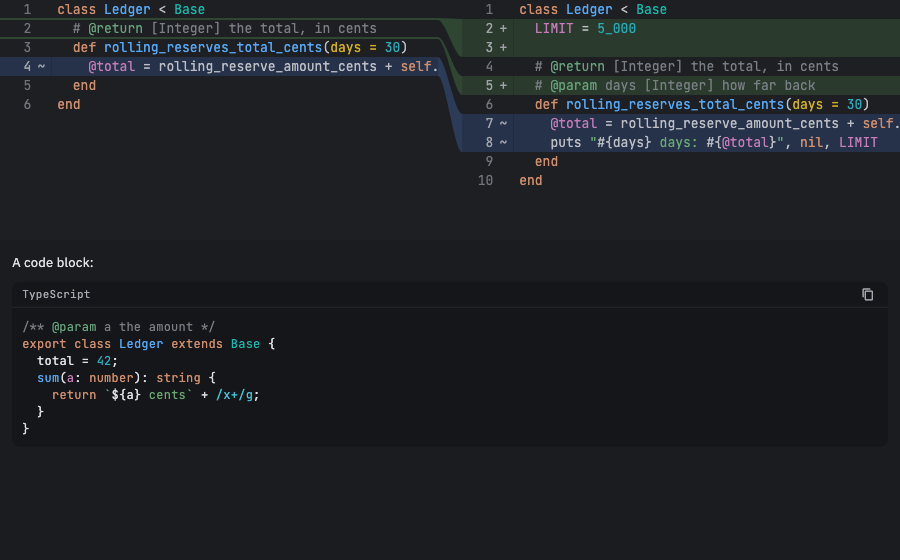 1 class Ledger < Base
2 # @return [Integer] the total, in cents
3 def rolling_reserves_total_cents(days = 30)
4 ~ @total = rolling_reserve_amount_cents + self.
5 end
6 end
1 class Ledger < Base
2 + LIMIT = 5_000
3 +
4 # @return [Integer] the total, in cents
5 + # @param days [Integer] how far back
6 def rolling_reserves_total_cents(days = 30)
7 ~ @total = rolling_reserve_amount_cents + self.
8 ~ puts "#{days} days: #{@total}", nil, LIMIT
9 end
10 end
A code block:
TypeScript
/** @param a the amount */
export class Ledger extends Base {
total = 42;
sum(a: number): string {
return `${a} cents` + /x+/g;
}
}